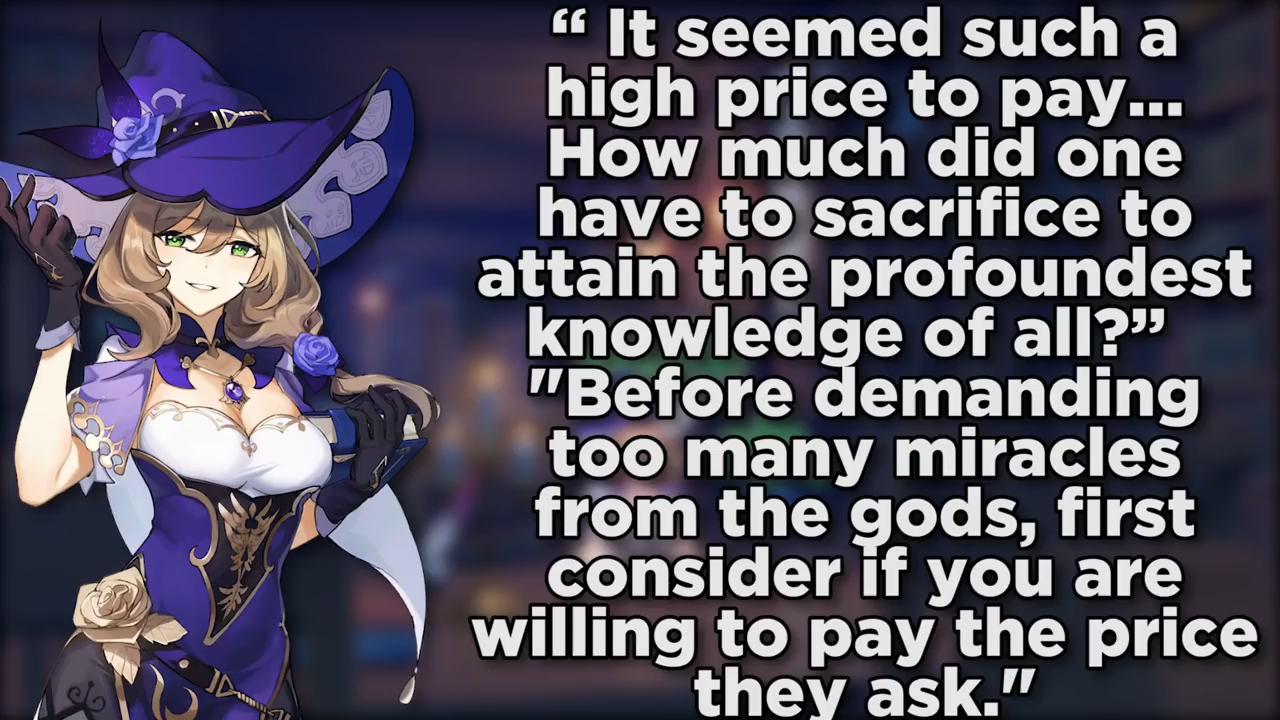 “ It seemed such a
high price to pay...
How much did one
have to sacrifice to
attain the profoundest
knowledge of all?”
"Before demanding
too many miracles
from the gods, first
consider if you are
willing to pay the price
they ask."